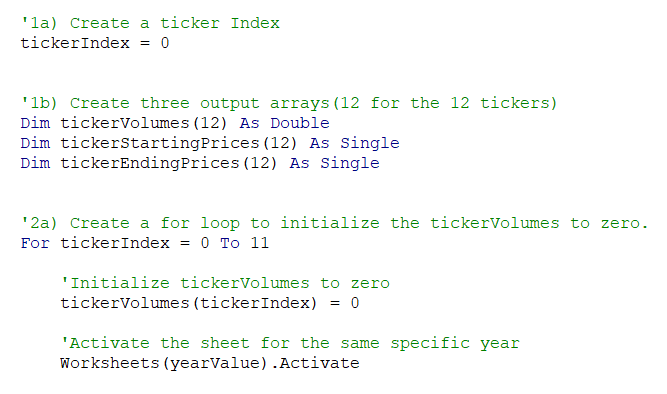 '1a) Create a ticker Index
tickerIndex = 0
'1b) Create three output arrays(12 for the 12 tickers)
Dim tickerVolumes(12) As Double
Dim tickerStartingPrices(12) As Single
Dim tickerEndingPrices(12) As Single
'2a) Create a for loop to initialize the tickerVolumes to zero.
For tickerIndex = 0 To 11
'Initialize tickerVolumes to zero
tickerVolumes(tickerIndex) = 0
'Activate the sheet for the same specific year
Worksheets(yearValue).Activate